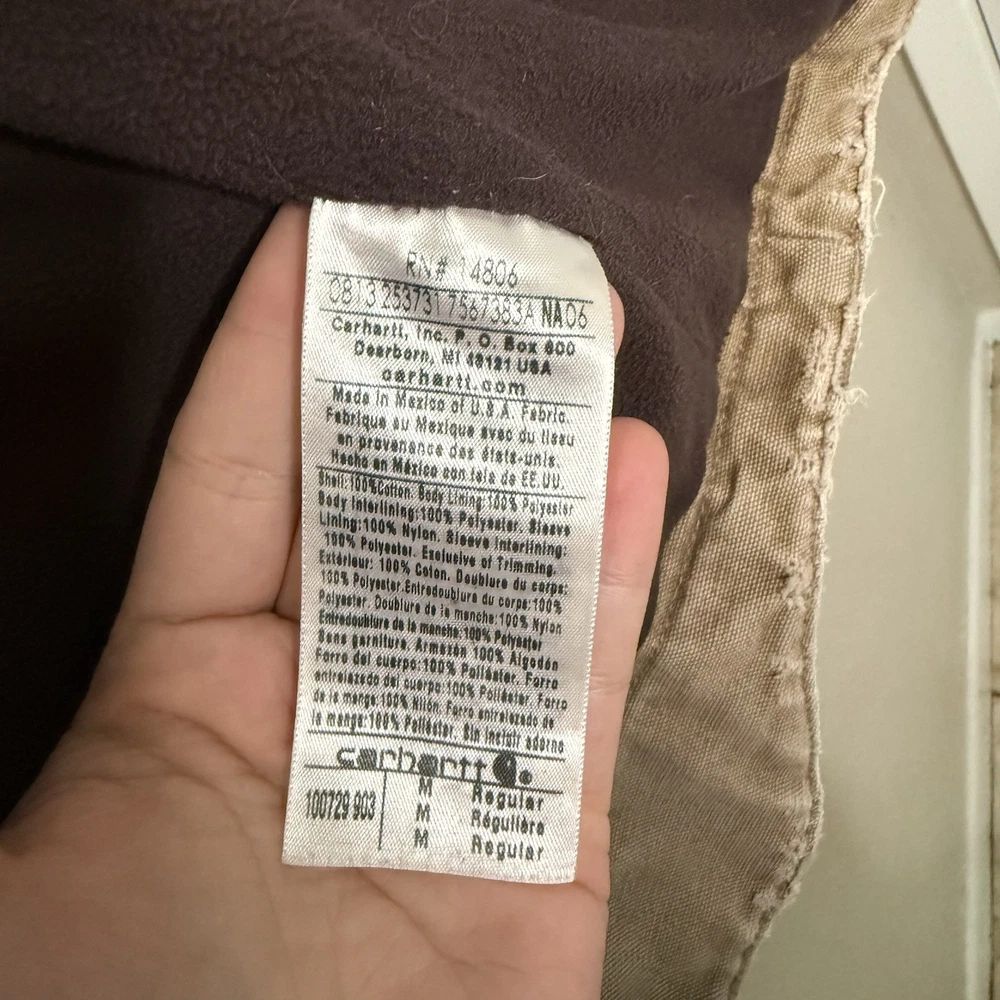 RN# 14806
0813 253731 7567383A NA06
Carhartt, Inc. P. O. Box 600
Dearborn, MI 48121 USA
carhartt.com
Made in Mexico of U.S.A. Fabric.
Fabrique au Mexique avec du tissu
en provenance des états-unis.
Hecho en México con tela de EE.UU.
Shell:100%Cotton. Body Lining:100% Polyester
Body Interlining:100% Polyester. Sleeve
Lining:100% Nylon. Sleeve Interlining:
100% Polyester. Exclusive of Trimming.
Extérieur: 100% Coton. Doublure du corps:
100% Polyester.Entredoublure du corps:100%
Polyester. Doublure de la manche:100% Nylon
Entredoublure de la manche:100% Polyester
Sans garniture. Armazón 100% Algodón
Forro del cuerpo:100% Poliéster. Forro
entrelazado del cuerpo:100% Poliéster. Forro
de la manga:100% Nilón. Forro entrelazado de
la manga:100% Poliéster. Sin incluir adorno
carhartt
100729 903
M Regular
M Régulière
M Regular